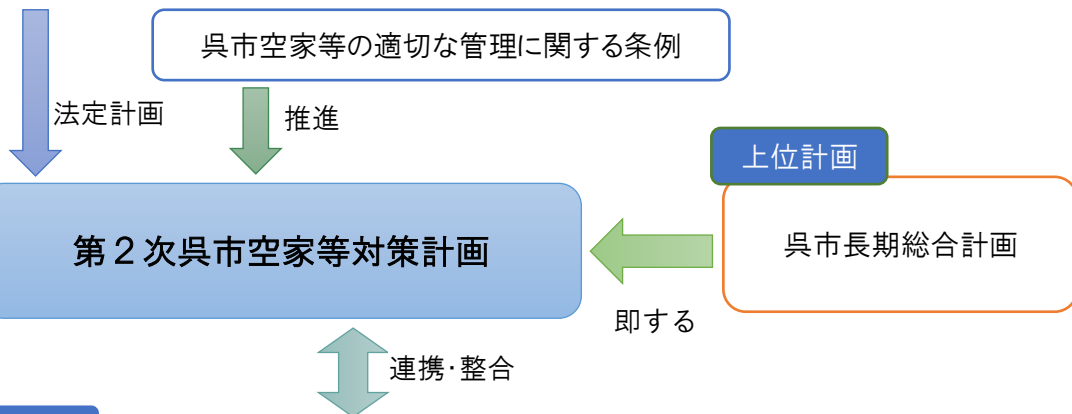 呉市空家等の適切な管理に関する条例
法定計画
推進
上位計画
第２次呉市空家等対策計画
呉市長期総合計画
即する
連携・整合